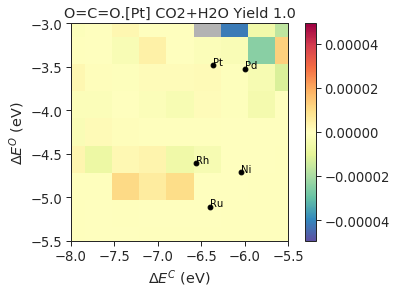 O=C=O.[Pt] CO2+H2O Yield 1.0
−3.0
−3.5
−4.0
−4.5
−5.0
−5.5
ΔE^O (eV)
Pt
Pd
Rh
Ni
Ru
−8.0 −7.5 −7.0 −6.5 −6.0 −5.5
ΔE^C (eV)
0.00004
0.00002
0.00000
−0.00002
−0.00004